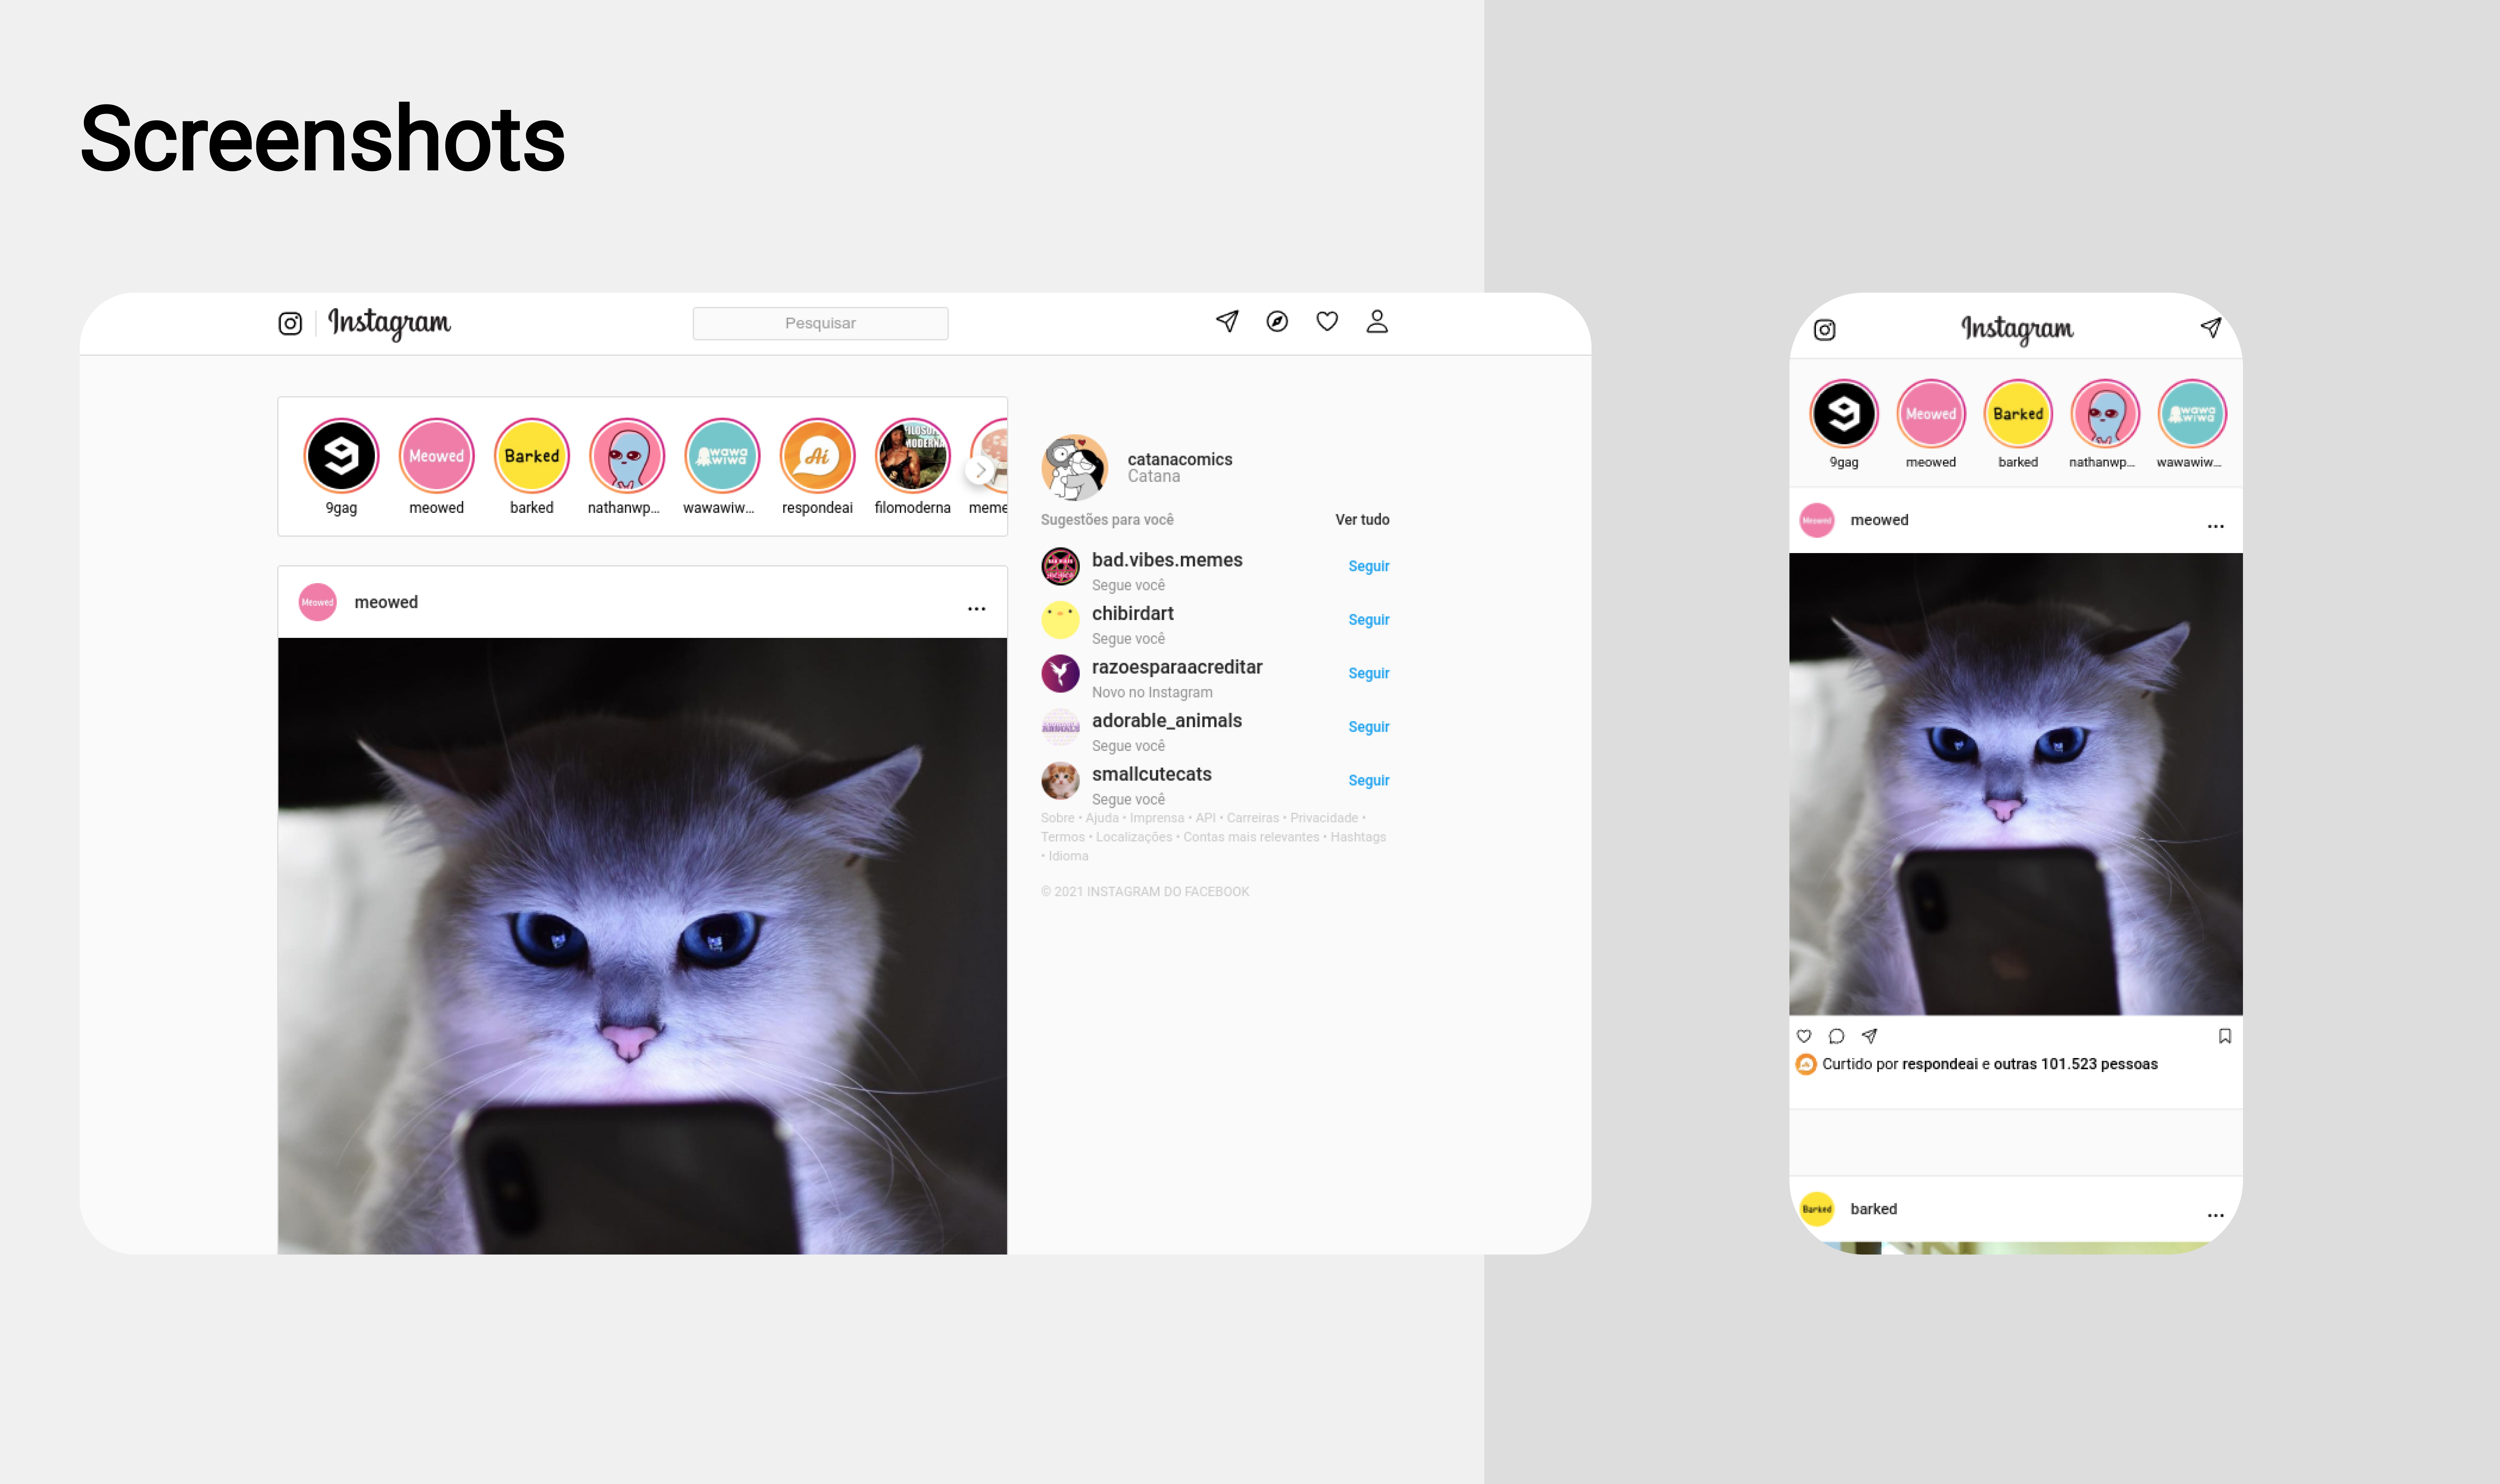 Screenshots
Instagram
Pesquisar
Meowed
Barked
wawa
wiwa
Ai
FILOSOFIA
MODERNA
9gag
meowed
barked
nathanwp...
wawawiw...
respondeai
filomoderna
meme
Meowed
meowed
...
catanacomics
Catana
Sugestões para você Ver tudo
bad.vibes.memes
Segue você
Seguir
chibirdart
Segue você
Seguir
razoesparaacreditar
Novo no Instagram
Seguir
ANIMALS
adorable_animals
Segue você
Seguir
smallcutecats
Segue você
Seguir
Sobre • Ajuda • Imprensa • API • Carreiras • Privacidade •
Termos • Localizações • Contas mais relevantes • Hashtags
• Idioma
© 2021 INSTAGRAM DO FACEBOOK
Instagram
Meowed
Barked
wawa
wiwa
9gag
meowed
barked
nathanwp...
wawawiw...
Meowed
meowed
...
Curtido por respondeai e outras 101.523 pessoas
Barked
barked
...